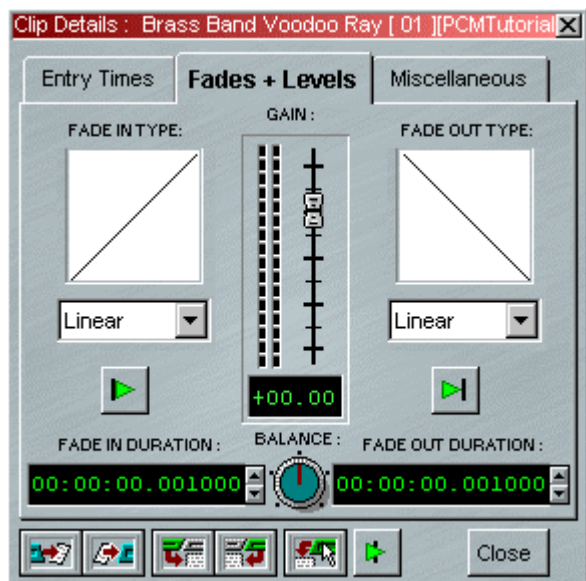 Clip Details : Brass Band Voodoo Ray [ 01 ][PCMTutorial
Entry Times
Fades + Levels
Miscellaneous
FADE IN TYPE:
GAIN :
FADE OUT TYPE:
Linear
Linear
+00.00
FADE IN DURATION :
BALANCE :
FADE OUT DURATION :
00:00:00.001000
00:00:00.001000
Close